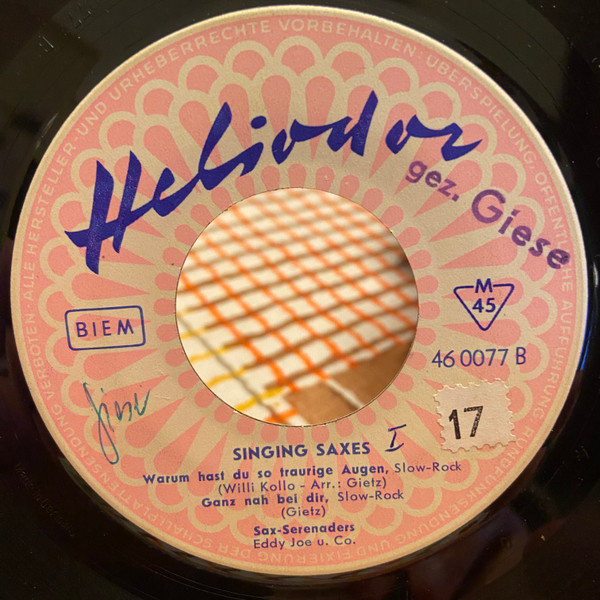 ALLE HERSTELLER- UND URHEBERRECHTE VORBEHALTEN · ÜBERSPIELUNG, ÖFFENTLICHE AUFFÜHRUNG, RUNDFUNKSENDUNG UND FIXIERUNG DER SCHALLPLATTENSENDUNG VERBOTEN.
Heliodor
gez. Giese
BIEM
M
45
46 0077 B
17
SINGING SAXES I
Warum hast du so traurige Augen, Slow-Rock
(Willi Kollo - Arr.: Gietz)
Ganz nah bei dir, Slow-Rock
(Gietz)
Sax-Serenaders
Eddy Joe u. Co.